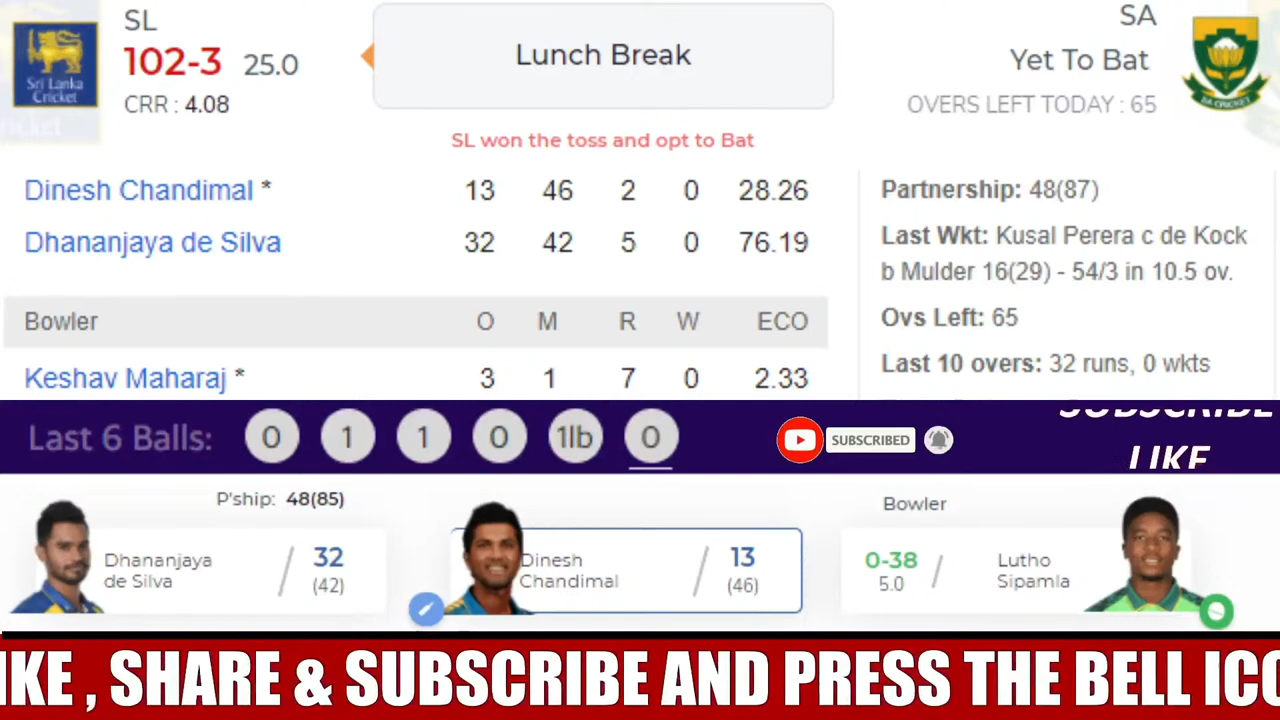 SL
102-3 25.0
CRR : 4.08
Sri Lanka
Cricket
Lunch Break
SA
Yet To Bat
OVERS LEFT TODAY : 65
SA CRICKET
SL won the toss and opt to Bat
Dinesh Chandimal * 13 46 2 0 28.26
Dhananjaya de Silva 32 42 5 0 76.19
Bowler O M R W ECO
Keshav Maharaj * 3 1 7 0 2.33
Partnership: 48(87)
Last Wkt: Kusal Perera c de Kock
b Mulder 16(29) - 54/3 in 10.5 ov.
Ovs Left: 65
Last 10 overs: 32 runs, 0 wkts
Last 6 Balls: 0 1 1 0 1lb 0
SUBSCRIBED
SUBSCRIBE
LIKE
P'ship: 48(85)
Dhananjaya
de Silva
32
(42)
Dinesh
Chandimal
13
(46)
Bowler
0-38
5.0
Lutho
Sipamla
IKE , SHARE & SUBSCRIBE AND PRESS THE BELL ICO